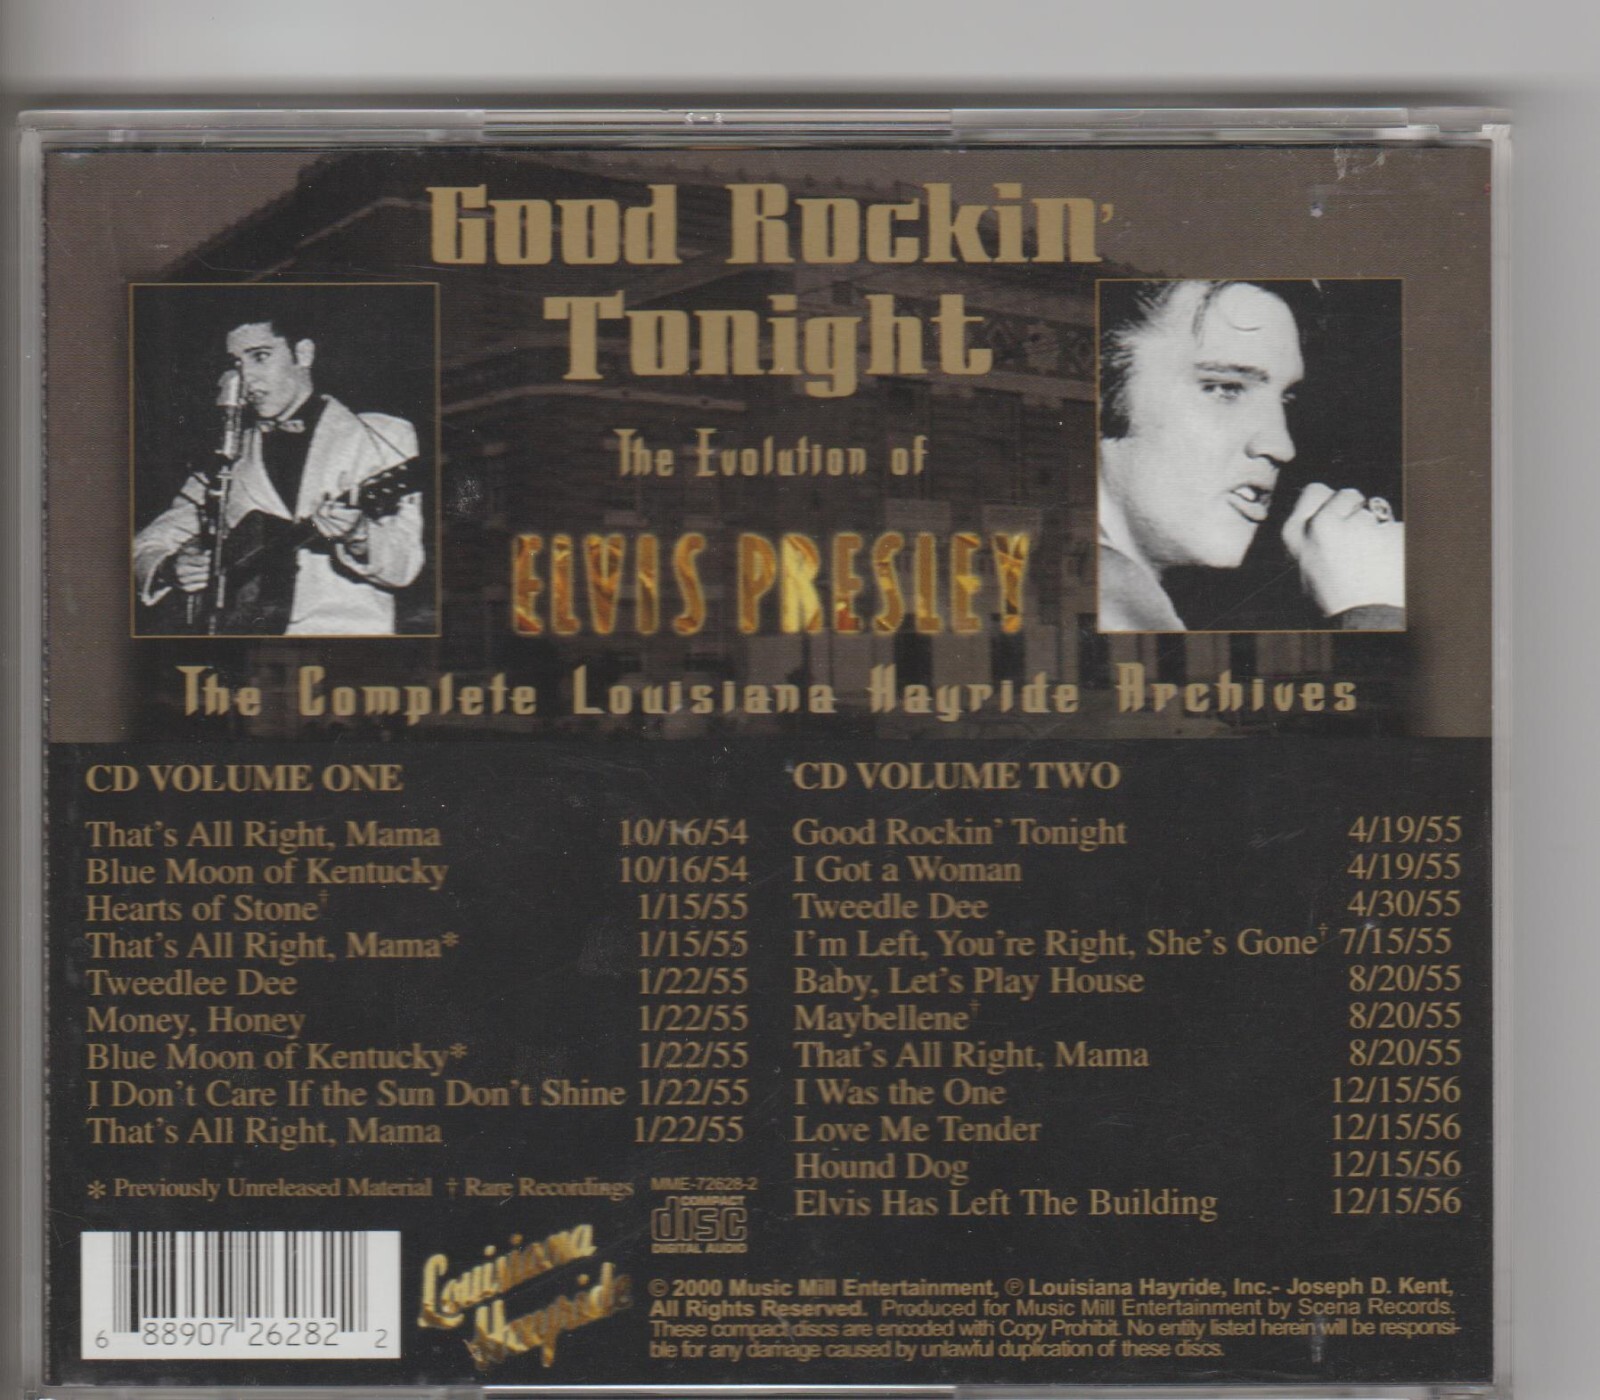 Good Rockin'
Tonight
The Evolution of
ELVIS PRESLEY
The Complete Louisiana Hayride Archives
CD VOLUME ONE
That's All Right, Mama 10/16/54
Blue Moon of Kentucky 10/16/54
Hearts of Stone† 1/15/55
That's All Right, Mama* 1/15/55
Tweedlee Dee 1/22/55
Money, Honey 1/22/55
Blue Moon of Kentucky* 1/22/55
I Don't Care If the Sun Don't Shine 1/22/55
That's All Right, Mama 1/22/55
* Previously Unreleased Material † Rare Recordings
CD VOLUME TWO
Good Rockin' Tonight 4/19/55
I Got a Woman 4/19/55
Tweedle Dee 4/30/55
I'm Left, You're Right, She's Gone† 7/15/55
Baby, Let's Play House 8/20/55
Maybellene† 8/20/55
That's All Right, Mama 8/20/55
I Was the One 12/15/56
Love Me Tender 12/15/56
Hound Dog 12/15/56
Elvis Has Left The Building 12/15/56
MME-72628-2
COMPACT
disc
DIGITAL AUDIO
6 88907 26282 2
Louisiana
Hayride
© 2000 Music Mill Entertainment, ℗ Louisiana Hayride, Inc.- Joseph D. Kent,
All Rights Reserved. Produced for Music Mill Entertainment by Scena Records.
These compact discs are encoded with Copy Prohibit. No entity listed herein will be responsi-
ble for any damage caused by unlawful duplication of these discs.